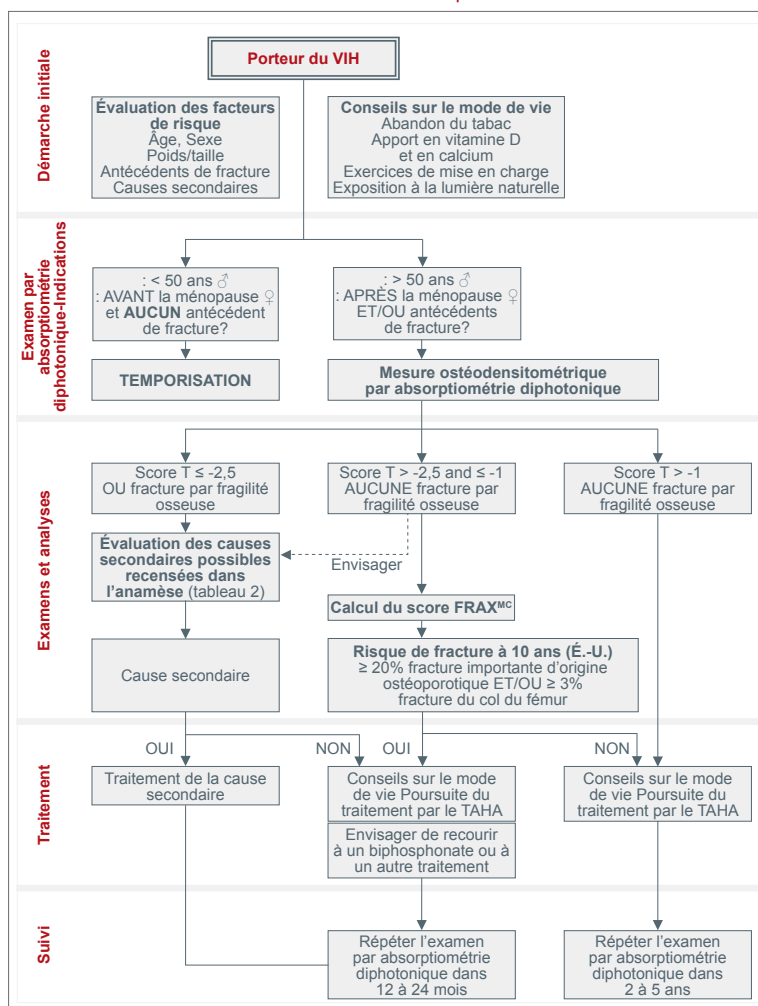 Porteur du VIH
Démarche initiale
Évaluation des facteurs
de risque
Âge, Sexe
Poids/taille
Antécédents de fracture
Causes secondaires
Conseils sur le mode de vie
Abandon du tabac
Apport en vitamine D
et en calcium
Exercices de mise en charge
Exposition à la lumière naturelle
Examen par
absorptiométrie
diphotonique-Indications
: < 50 ans ♂
: AVANT la ménopause ♀
et AUCUN antécédent
de fracture?
: > 50 ans ♂
: APRÈS la ménopause ♀
ET/OU antécédents
de fracture?
TEMPORISATION
Mesure ostéodensitométrique
par absorptiométrie diphotonique
Examens et analyses
Score T ≤ -2,5
OU fracture par fragilité
osseuse
Score T > -2,5 and ≤ -1
AUCUNE fracture par
fragilité osseuse
Score T > -1
AUCUNE fracture par
fragilité osseuse
Évaluation des causes
secondaires possibles
recensées dans
l'anamèse (tableau 2)
Envisager
Calcul du score FRAXMC
Cause secondaire
Risque de fracture à 10 ans (É.-U.)
≥ 20% fracture importante d'origine
ostéoporotique ET/OU ≥ 3%
fracture du col du fémur
Traitement
OUI
NON
OUI
NON
Traitement de la cause
secondaire
Conseils sur le mode
de vie Poursuite du
traitement par le TAHA
Envisager de recourir
à un biphosphonate ou à
un autre traitement
Conseils sur le mode
de vie Poursuite du
traitement par le TAHA
Suivi
Répéter l'examen
par absorptiométrie
diphotonique dans
12 à 24 mois
Répéter l'examen
par absorptiométrie
diphotonique dans
2 à 5 ans